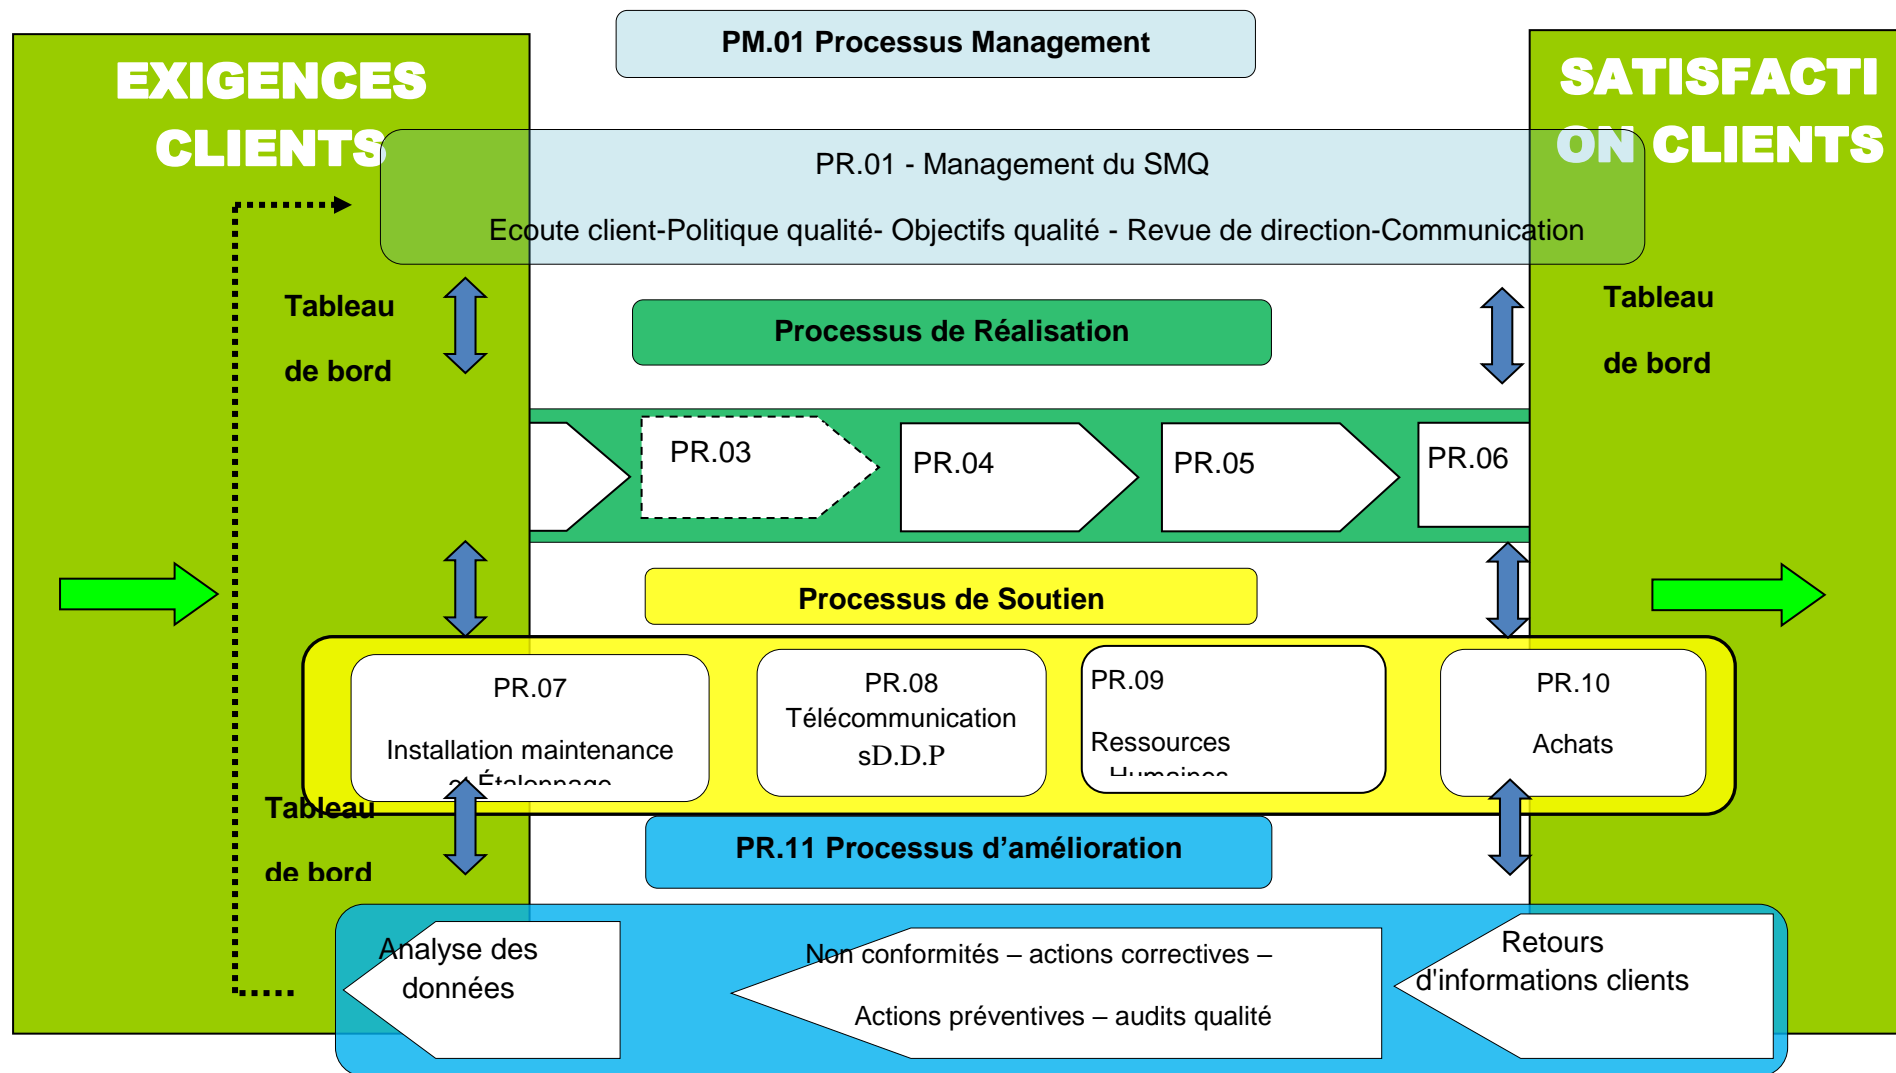 PM.01 Processus Management
EXIGENCES
CLIENTS
SATISFACTI
ON CLIENTS
PR.01 - Management du SMQ
Ecoute client-Politique qualité- Objectifs qualité - Revue de direction-Communication
Tableau
de bord
Processus de Réalisation
Tableau
de bord
PR.03
PR.04
PR.05
PR.06
Processus de Soutien
PR.07
Installation maintenance
et Étalonnage
PR.08
Télécommunication
sD.D.P
PR.09
Ressources
Humaines
PR.10
Achats
Tableau
de bord
PR.11 Processus d’amélioration
Analyse des
données
Non conformités – actions correctives –
Actions préventives – audits qualité
Retours
d'informations clients